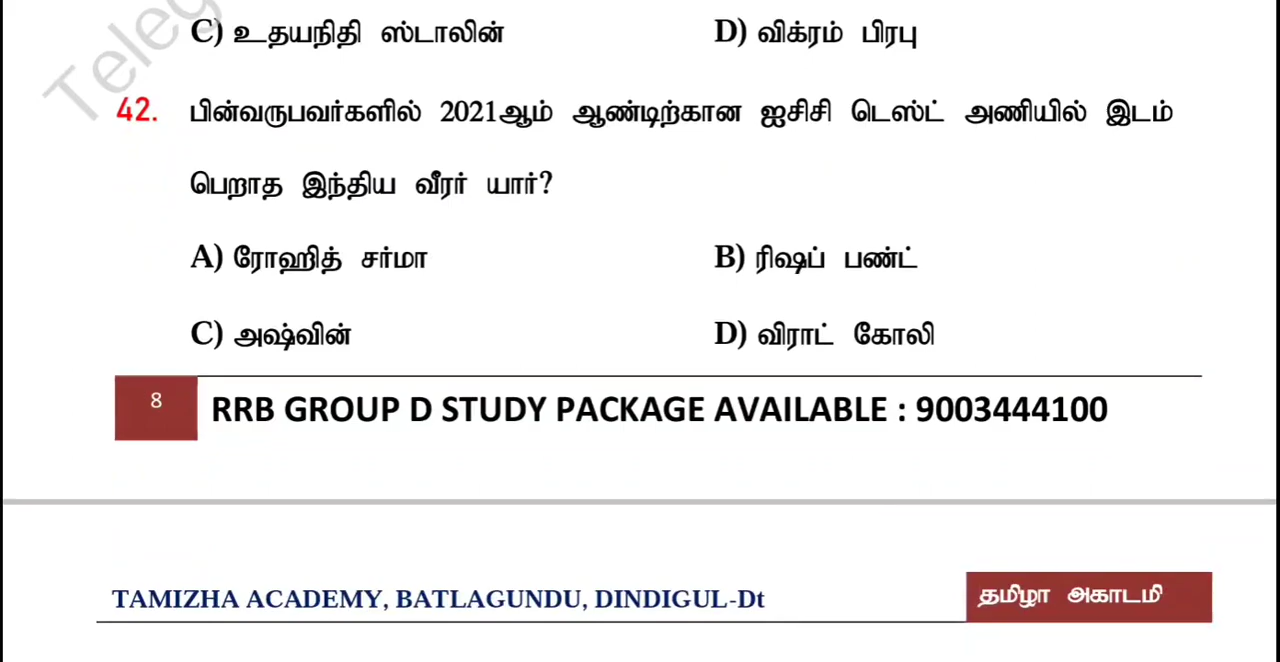 C) உதயநிதி ஸ்டாலின் D) விக்ரம் பிரபு
42. பின்வருபவர்களில் 2021ஆம் ஆண்டிற்கான ஐசிசி டெஸ்ட் அணியில் இடம்
பெறாத இந்திய வீரர் யார்?
A) ரோஹித் சர்மா B) ரிஷப் பண்ட்
C) அஷ்வின் D) விராட் கோலி
8 RRB GROUP D STUDY PACKAGE AVAILABLE : 9003444100
TAMIZHA ACADEMY, BATLAGUNDU, DINDIGUL-Dt தமிழா அகாடமி